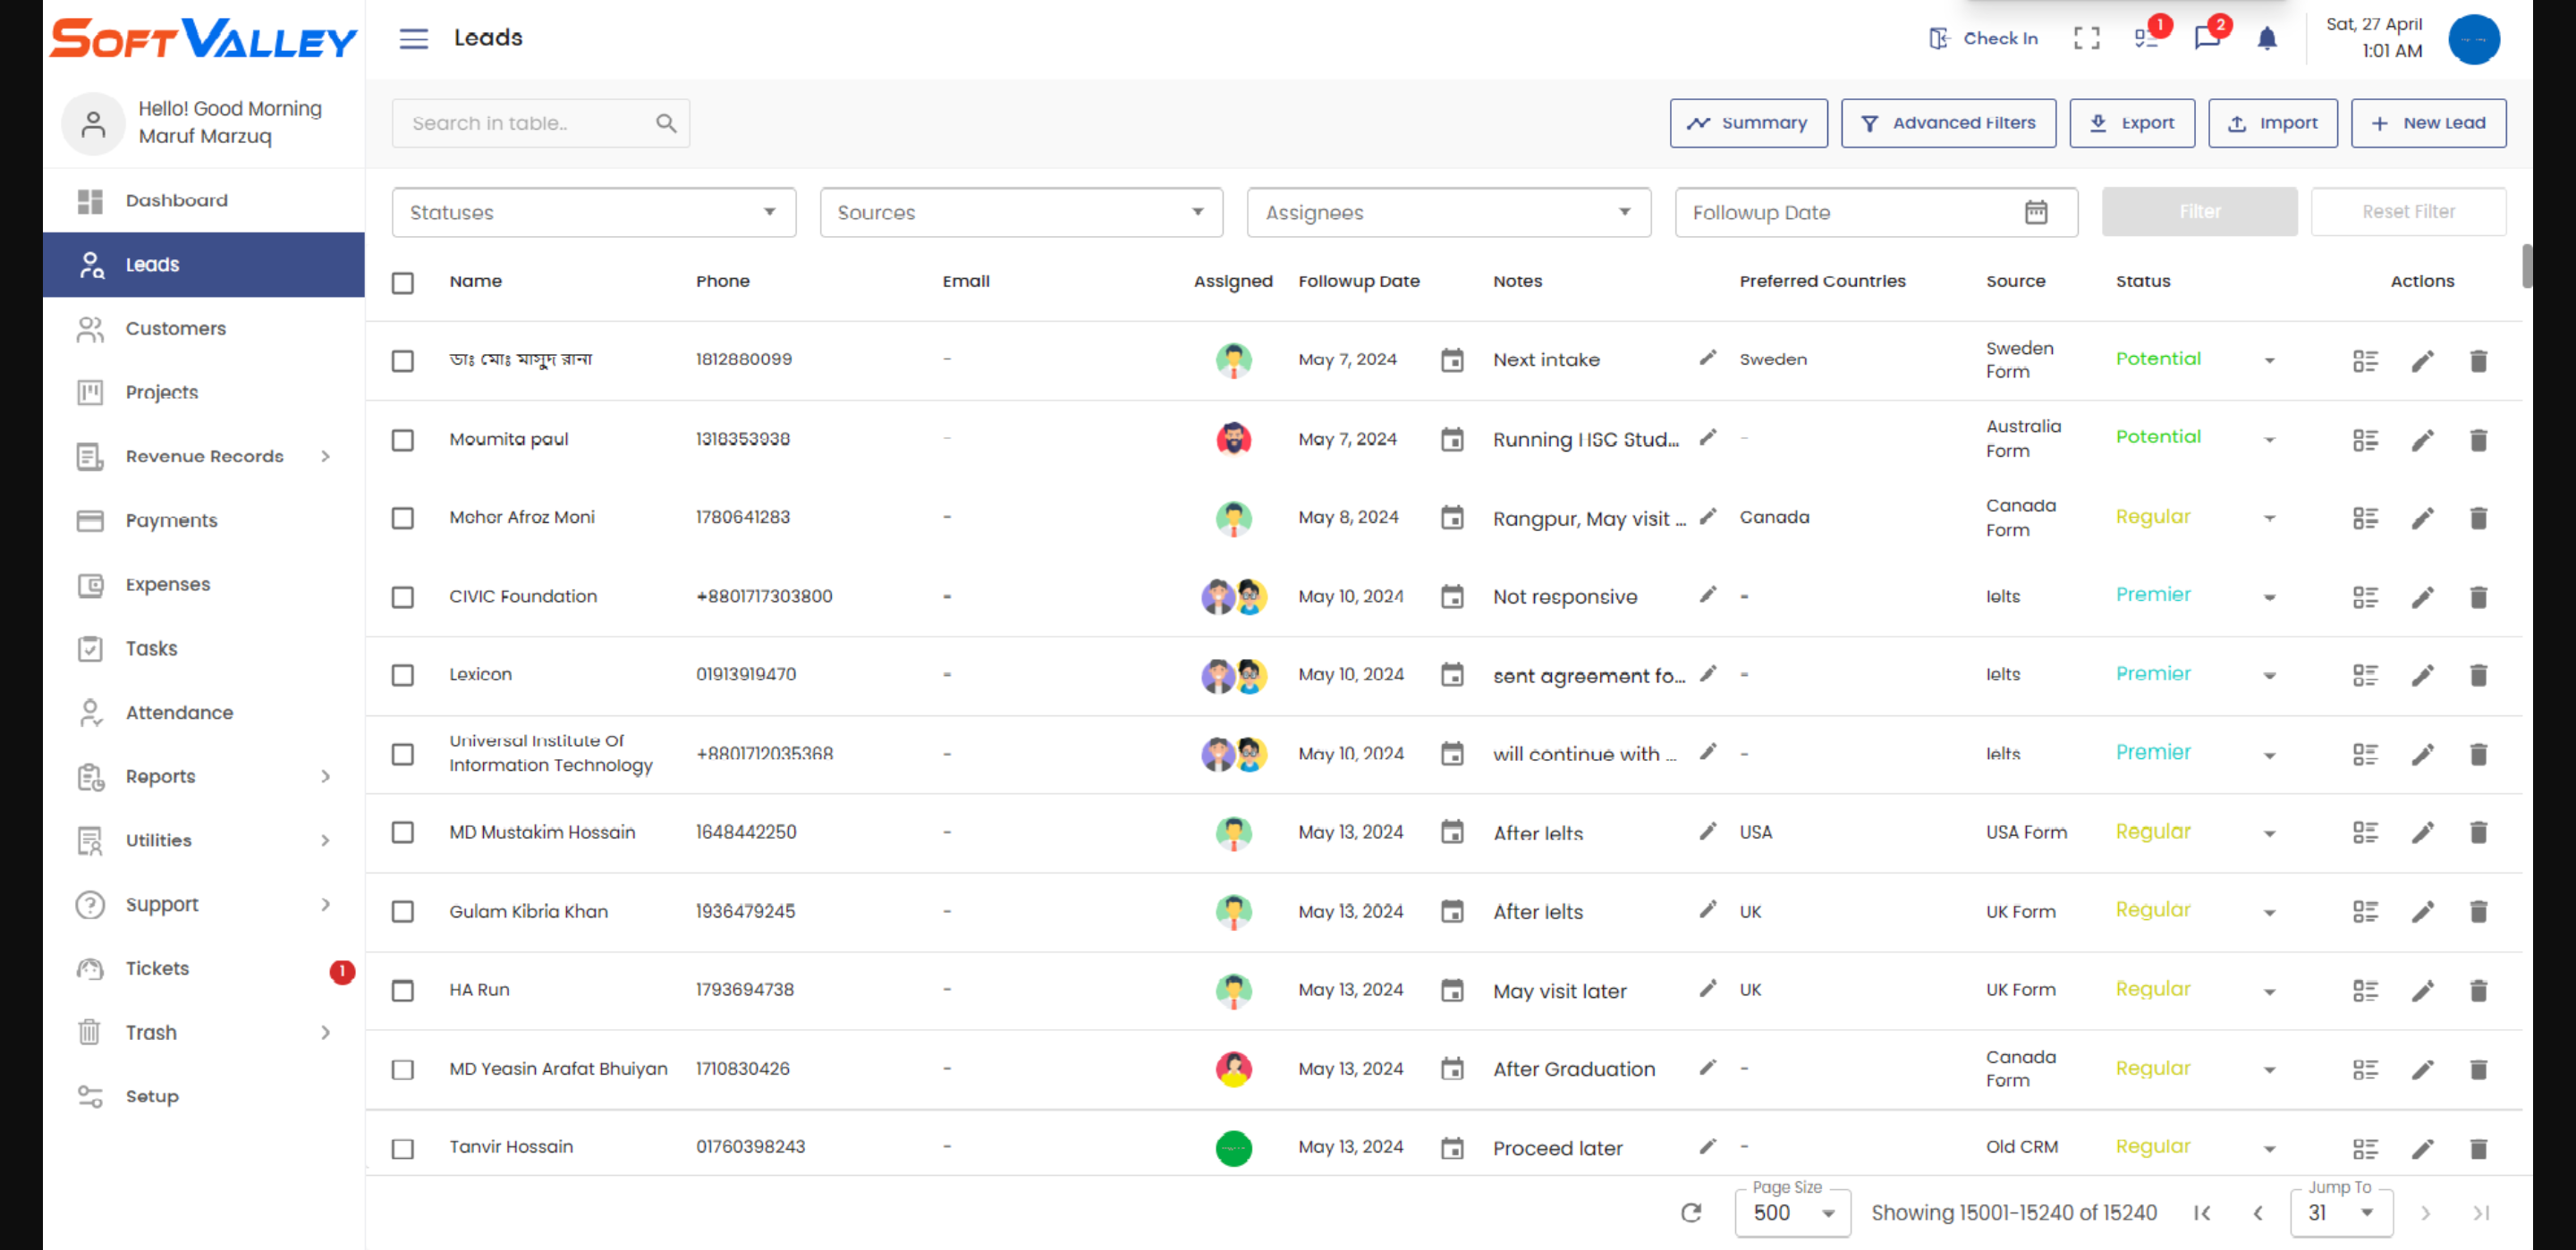 SOFTVALLEY
Leads
Check In
1
2
Sat, 27 April
1:01 AM
Hello! Good Morning
Maruf Marzuq
Search in table..
Summary
Advanced Filters
Export
Import
New Lead
Dashboard
Leads
Customers
Projects
Revenue Records
Payments
Expenses
Tasks
Attendance
Reports
Utilities
Support
Tickets
1
Trash
Setup
Statuses
Sources
Assignees
Followup Date
Filter
Reset Filter
Name Phone Email Assigned Followup Date Notes Preferred Countries Source Status Actions
ডাঃ মোঃ মাসুদ রানা 1812880099 - May 7, 2024 Next intake Sweden Sweden Form Potential
Moumita paul 1318353938 - May 7, 2024 Running HSC Stud... - Australia Form Potential
Meher Afroz Moni 1780641283 - May 8, 2024 Rangpur, May visit ... Canada Canada Form Regular
CIVIC Foundation +8801717303800 - May 10, 2024 Not responsive - Ielts Premier
Lexicon 01913919470 - May 10, 2024 sent agreement fo... - Ielts Premier
Universal Institute Of Information Technology +8801712035368 - May 10, 2024 will continue with ... - Ielts Premier
MD Mustakim Hossain 1648442250 - May 13, 2024 After Ielts USA USA Form Regular
Gulam Kibria Khan 1936479245 - May 13, 2024 After Ielts UK UK Form Regular
HA Run 1793694738 - May 13, 2024 May visit later UK UK Form Regular
MD Yeasin Arafat Bhuiyan 1710830426 - May 13, 2024 After Graduation - Canada Form Regular
Tanvir Hossain 01760398243 - May 13, 2024 Proceed later - Old CRM Regular
Page Size
500
Showing 15001-15240 of 15240
Jump To
31